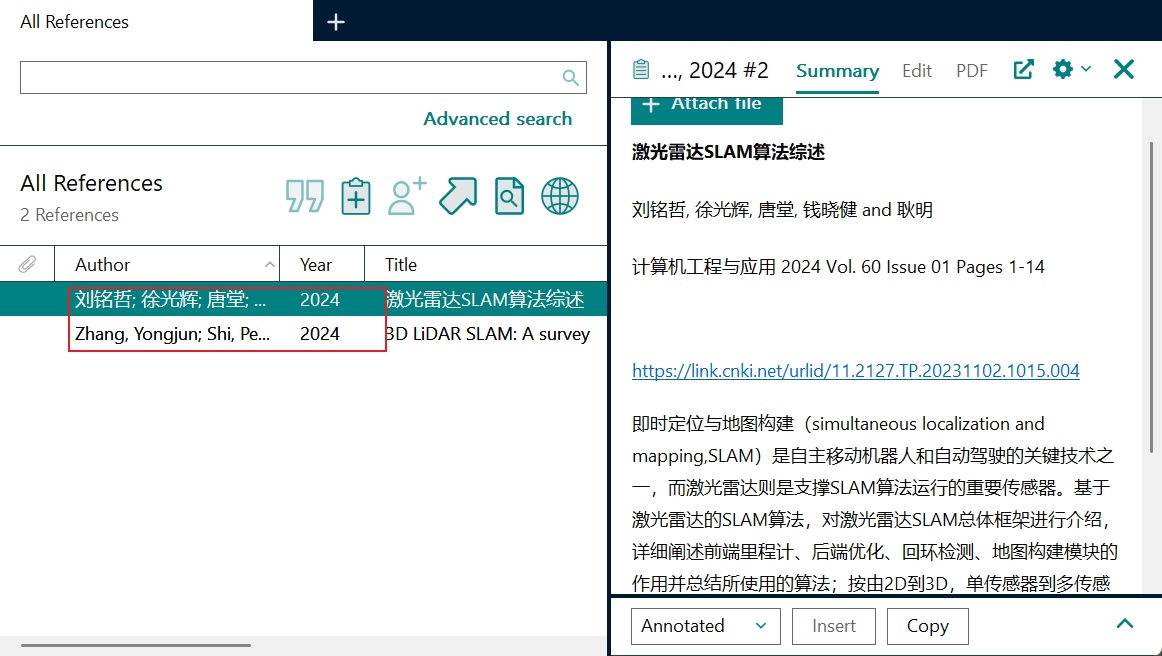 All References
Advanced search
All References
2 References
Author Year Title
刘铭哲; 徐光辉; 唐堂; ... 2024 激光雷达SLAM算法综述
Zhang, Yongjun; Shi, Pe... 2024 3D LiDAR SLAM: A survey
..., 2024 #2 Summary Edit PDF
+ Attach file
激光雷达SLAM算法综述
刘铭哲, 徐光辉, 唐堂, 钱晓健 and 耿明
计算机工程与应用 2024 Vol. 60 Issue 01 Pages 1-14
https://link.cnki.net/urlid/11.2127.TP.20231102.1015.004
即时定位与地图构建（simultaneous localization and
mapping,SLAM）是自主移动机器人和自动驾驶的关键技术之
一，而激光雷达则是支撑SLAM算法运行的重要传感器。基于
激光雷达的SLAM算法，对激光雷达SLAM总体框架进行介绍，
详细阐述前端里程计、后端优化、回环检测、地图构建模块的
作用并总结所使用的算法；按由2D到3D，单传感器到多传感
Annotated Insert Copy